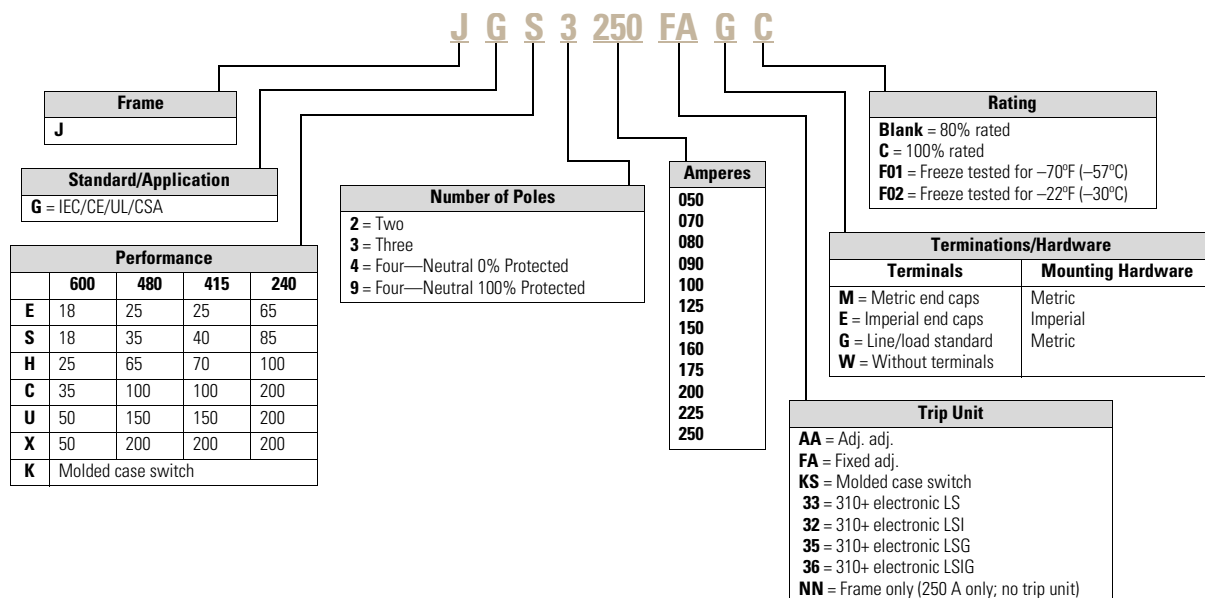 J G S 3 250 FA G C
Frame
J
Standard/Application
G = IEC/CE/UL/CSA
Performance
600 480 415 240
E 18 25 25 65
S 18 35 40 85
H 25 65 70 100
C 35 100 100 200
U 50 150 150 200
X 50 200 200 200
K Molded case switch
Number of Poles
2 = Two
3 = Three
4 = Four—Neutral 0% Protected
9 = Four—Neutral 100% Protected
Amperes
050
070
080
090
100
125
150
160
175
200
225
250
Rating
Blank = 80% rated
C = 100% rated
F01 = Freeze tested for –70ºF (–57ºC)
F02 = Freeze tested for –22ºF (–30ºC)
Terminations/Hardware
Terminals Mounting Hardware
M = Metric end caps Metric
E = Imperial end caps Imperial
G = Line/load standard Metric
W = Without terminals
Trip Unit
AA = Adj. adj.
FA = Fixed adj.
KS = Molded case switch
33 = 310+ electronic LS
32 = 310+ electronic LSI
35 = 310+ electronic LSG
36 = 310+ electronic LSIG
NN = Frame only (250 A only; no trip unit)